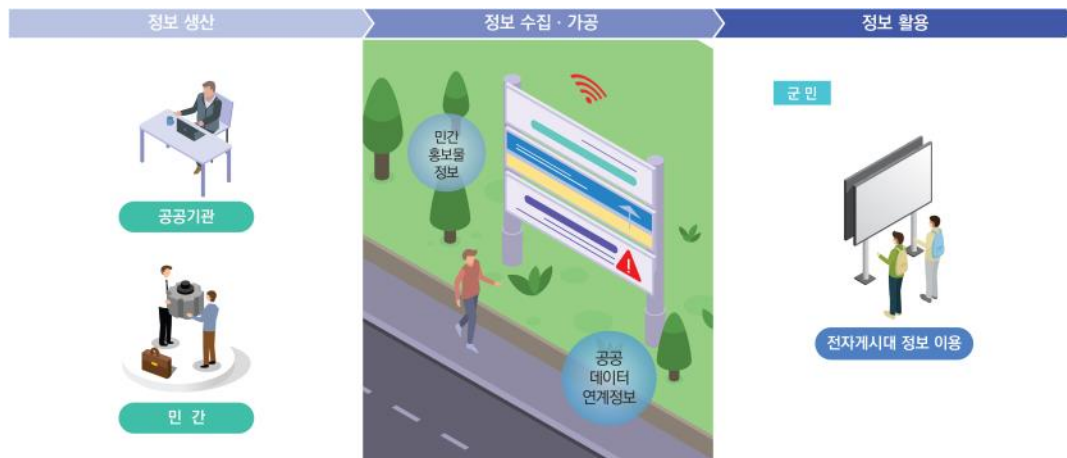 정보 생산
정보 수집 · 가공
정보 활용
공공기관
민 간
민간
홍보물
정보
공공
데이터
연계정보
군 민
전자게시대 정보 이용